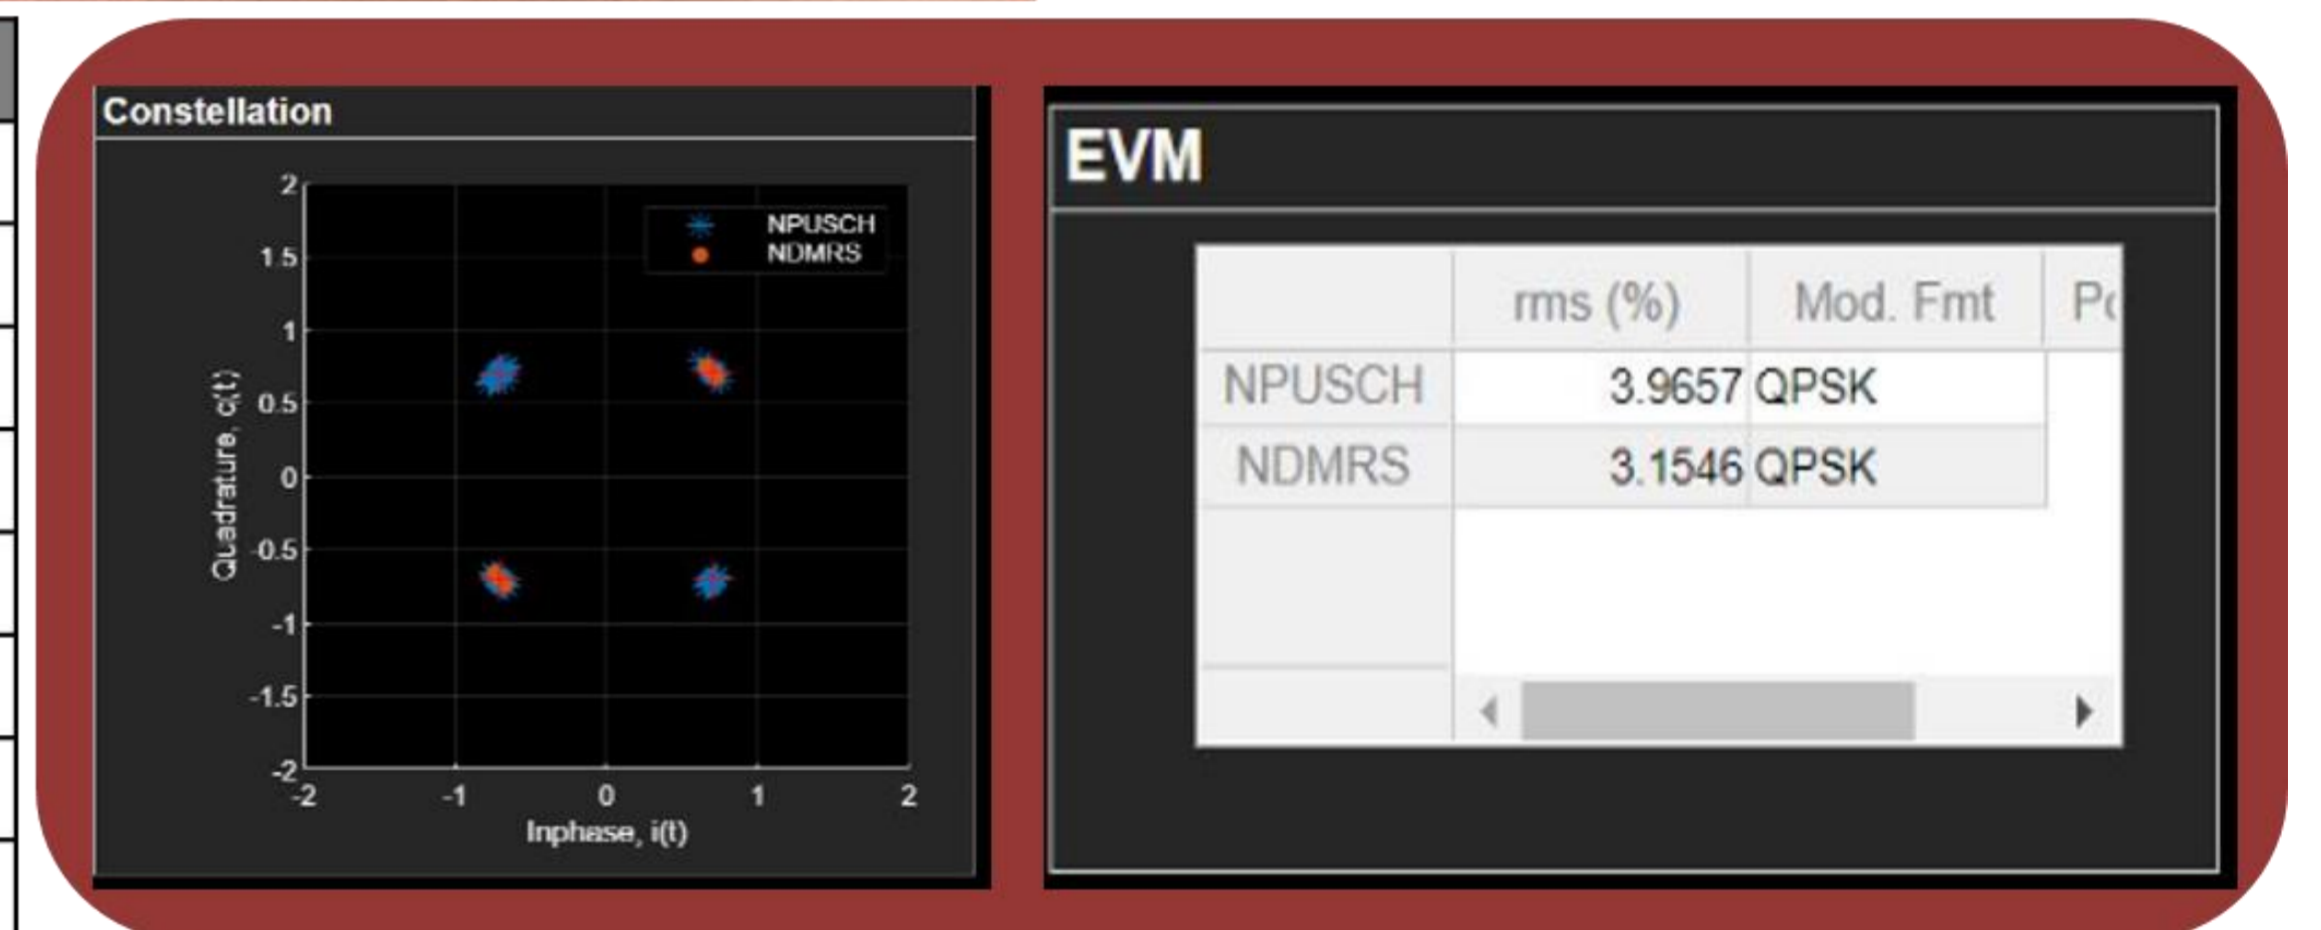 Constellation
2
NPUSCH
NDMRS
1.5
1
0.5
0
-0.5
-1
-1.5
-2
Quadrature, c(t)
-2 -1 0 1 2
Inphase, i(t)
EVM
rms (%) Mod. Fmt
NPUSCH 3.9657 QPSK
NDMRS 3.1546 QPSK